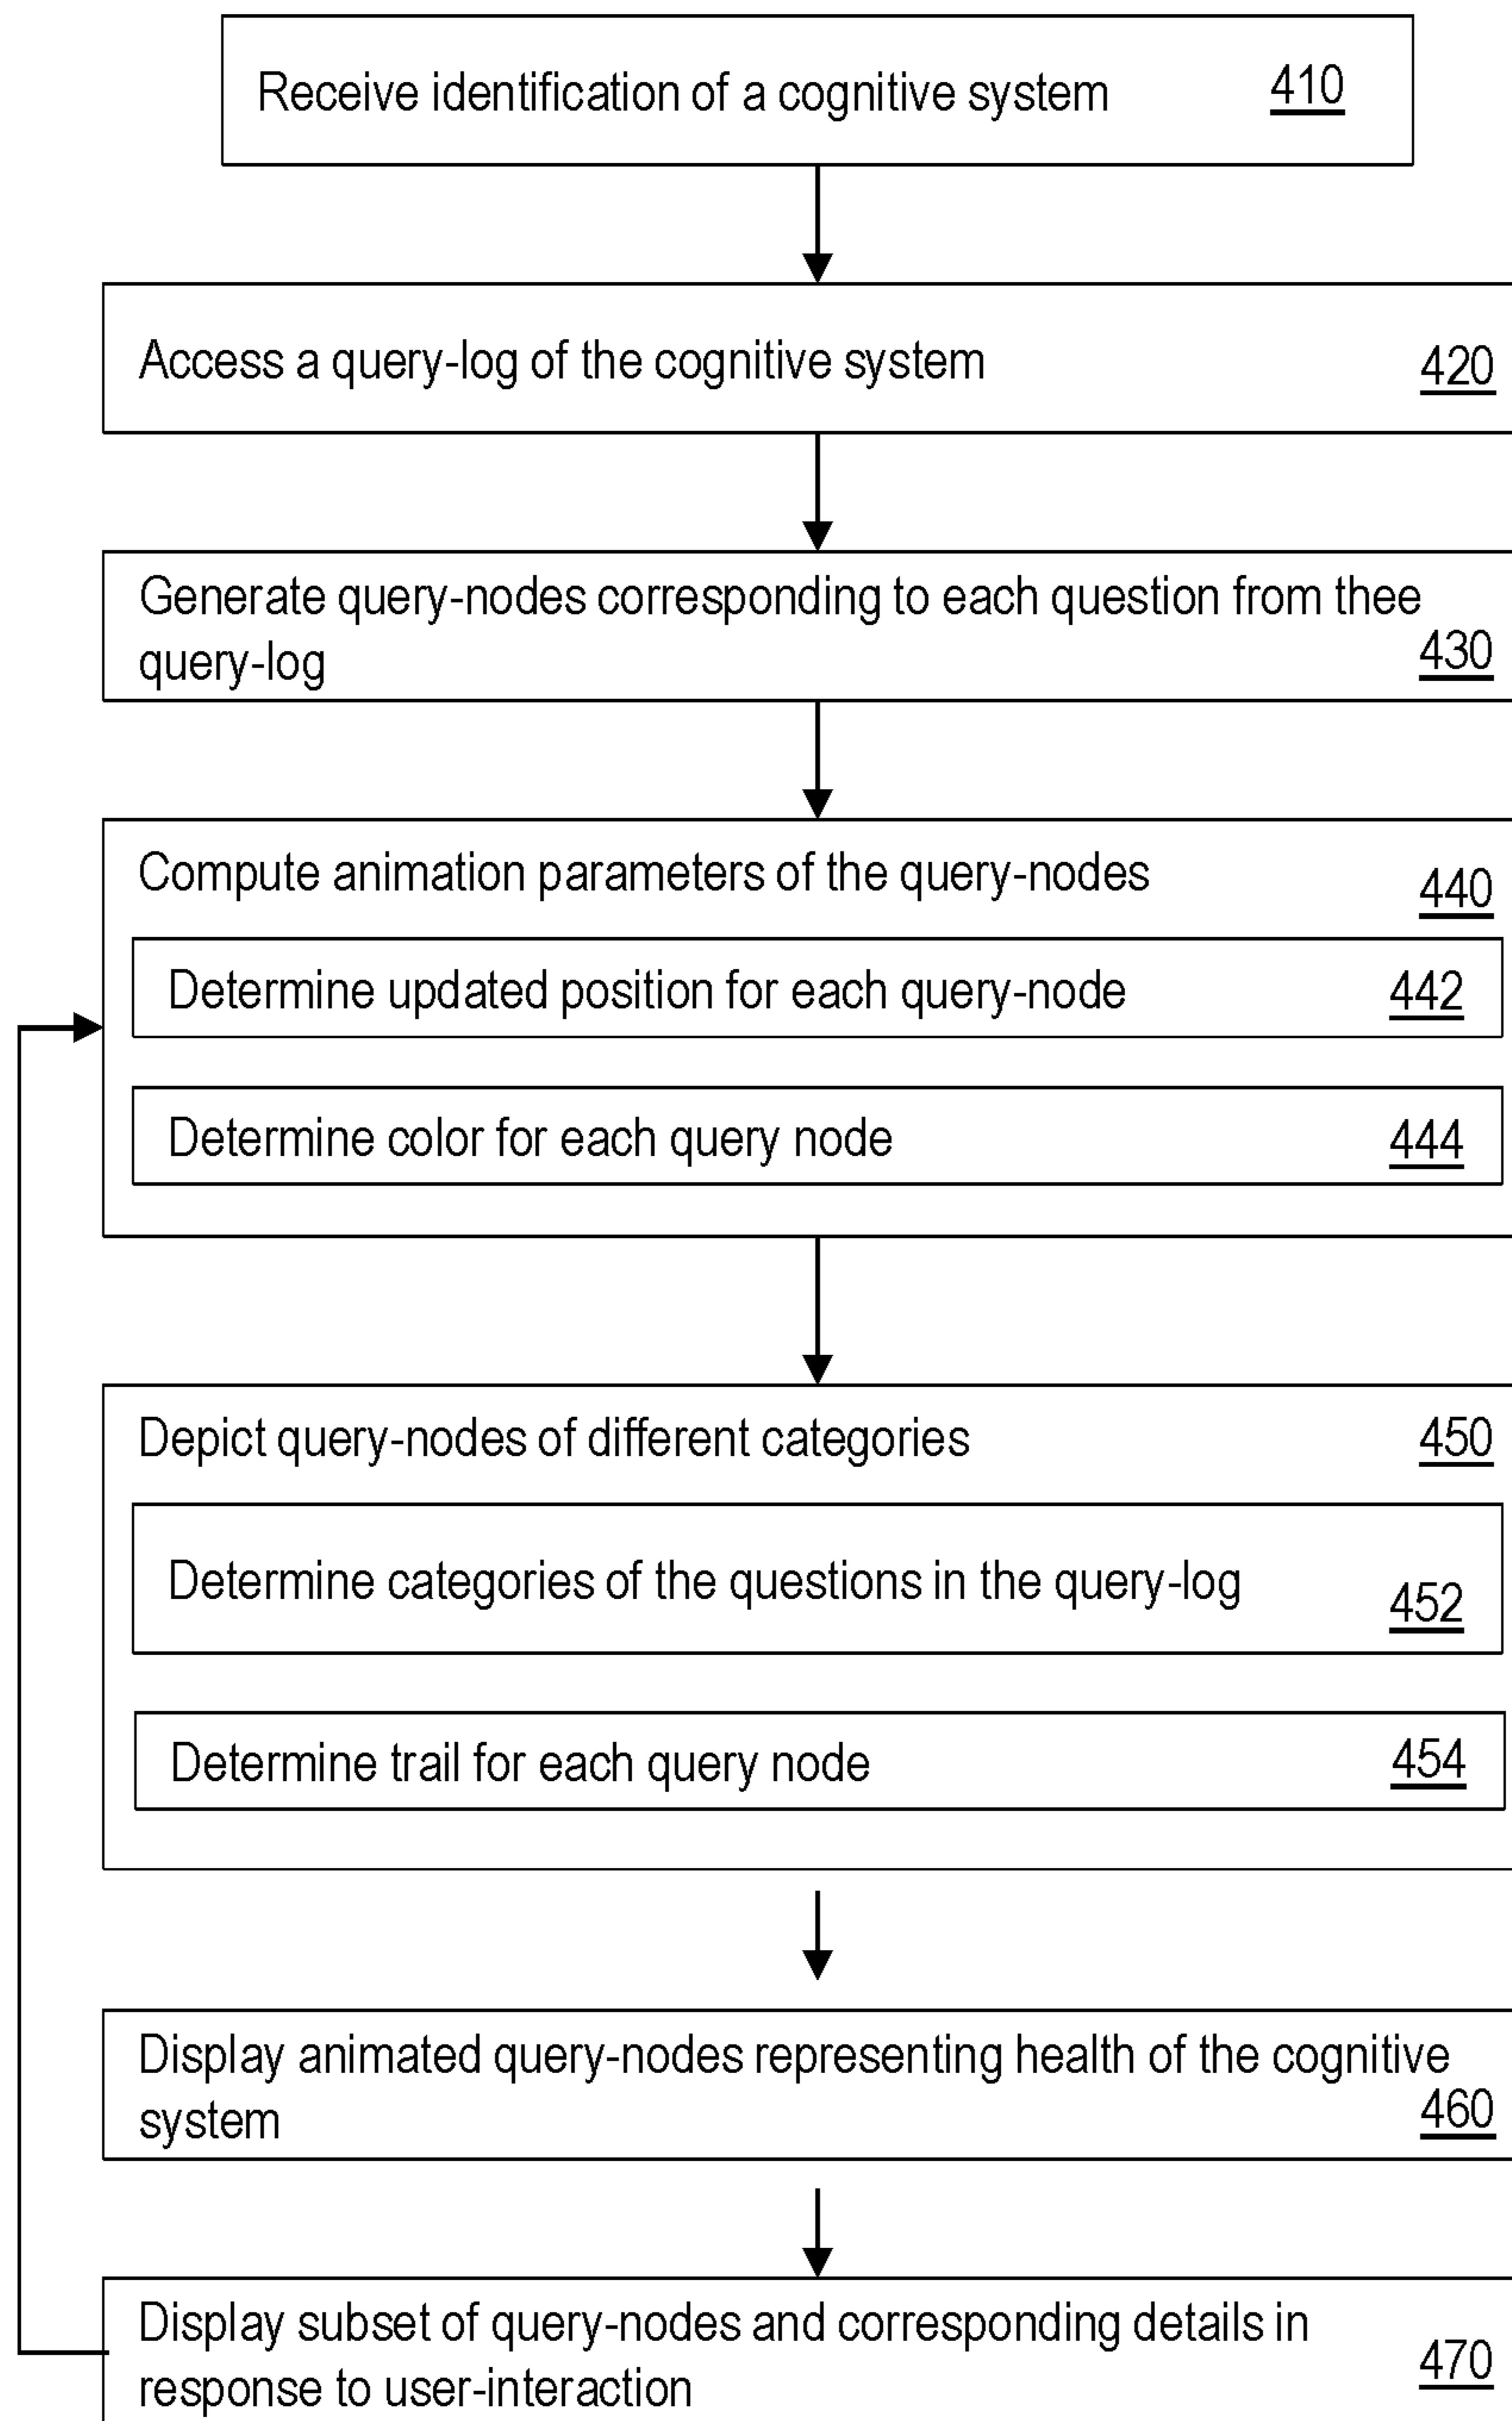 Receive identification of a cognitive system 410
Access a query-log of the cognitive system 420
Generate query-nodes corresponding to each question from thee
query-log 430
Compute animation parameters of the query-nodes 440
Determine updated position for each query-node 442
Determine color for each query node 444
Depict query-nodes of different categories 450
Determine categories of the questions in the query-log 452
Determine trail for each query node 454
Display animated query-nodes representing health of the cognitive
system 460
Display subset of query-nodes and corresponding details in
response to user-interaction 470